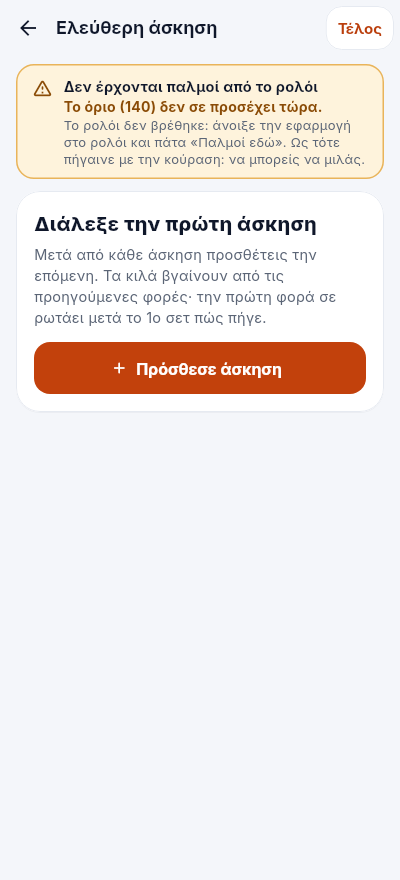 Ελεύθερη άσκηση
Τέλος
Δεν έρχονται παλμοί από το ρολόι
Το όριο (140) δεν σε προσέχει τώρα.
Το ρολόι δεν βρέθηκε: άνοιξε την εφαρμογή
στο ρολόι και πάτα «Παλμοί εδώ». Ως τότε
πήγαινε με την κούραση: να μπορείς να μιλάς.
Διάλεξε την πρώτη άσκηση
Μετά από κάθε άσκηση προσθέτεις την
επόμενη. Τα κιλά βγαίνουν από τις
προηγούμενες φορές· την πρώτη φορά σε
ρωτάει μετά το 1ο σετ πώς πήγε.
+ Πρόσθεσε άσκηση